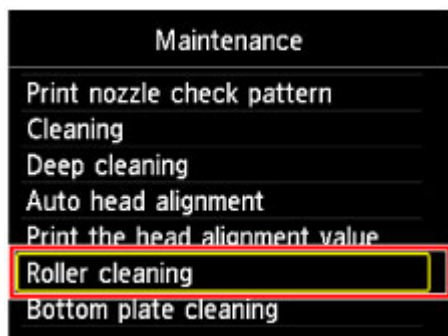 Maintenance
Print nozzle check pattern
Cleaning
Deep cleaning
Auto head alignment
Print the head alignment value
Roller cleaning
Bottom plate cleaning